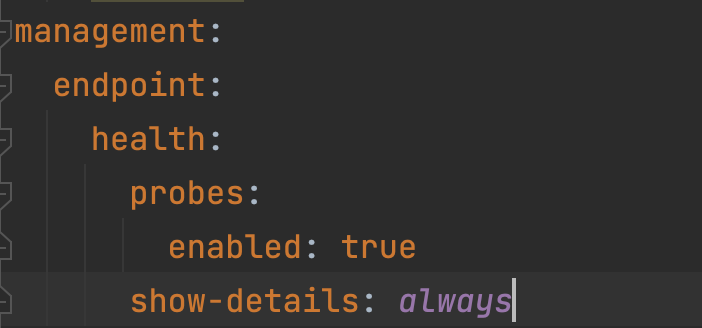 management:
  endpoint:
    health:
      probes:
        enabled: true
      show-details: always